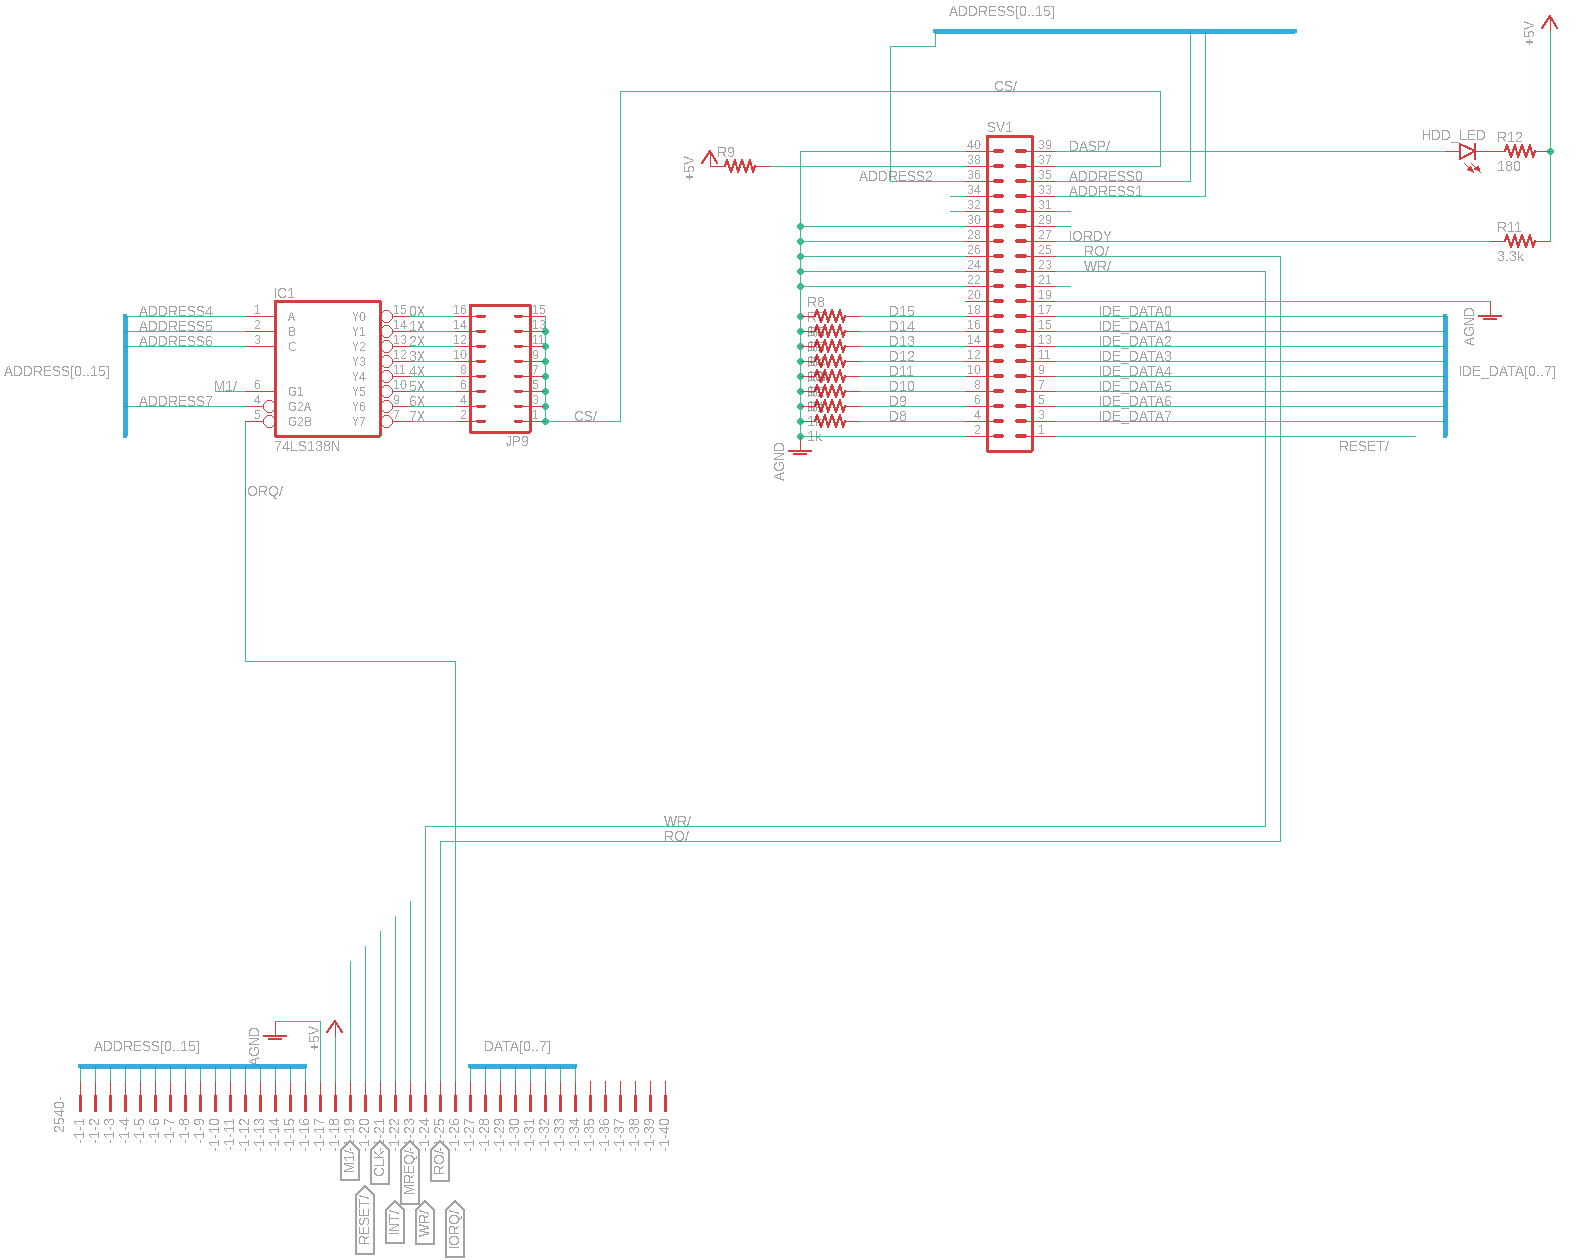 ADDRESS[0..15]
+5V
CS/
SV1
HDD_LED
R12
180
+5V
R9
ADDRESS2
40 39 DASP/
38 37
36 35 ADDRESS0
34 33 ADDRESS1
32 31
30 29
28 27 IORDY
26 25 RO/
24 23 WR/
22 21
20 19
R11
3.3k
AGND
R8
D15 18 17 IDE_DATA0
D14 16 15 IDE_DATA1
D13 14 13 IDE_DATA2
D12 12 11 IDE_DATA3
D11 10 9 IDE_DATA4
D10 8 7 IDE_DATA5
D9 6 5 IDE_DATA6
D8 4 3 IDE_DATA7
1k 2 1
RESET/
IDE_DATA[0..7]
AGND
IC1
ADDRESS4 1 A Y0 15 0X 16 15
ADDRESS5 2 B Y1 14 1X 14 13
ADDRESS6 3 C Y2 13 2X 12 11
Y3 12 3X 10 9
ADDRESS[0..15]
Y4 11 4X 8 7
M1/ 6 G1 Y5 10 5X 6 5
ADDRESS7 4 G2A Y6 9 6X 4 3
5 G2B Y7 7 7X 2 1 CS/
74LS138N
JP9
ORQ/
WR/
RO/
ADDRESS[0..15]
AGND
+5V
DATA[0..7]
2540-
-1-1 -1-2 -1-3 -1-4 -1-5 -1-6 -1-7 -1-8 -1-9 -1-10 -1-11 -1-12 -1-13 -1-14 -1-15 -1-16 -1-17 -1-18 -1-19 -1-20 -1-21 -1-22 -1-23 -1-24 -1-25 -1-26 -1-27 -1-28 -1-29 -1-30 -1-31 -1-32 -1-33 -1-34 -1-35 -1-36 -1-37 -1-38 -1-39 -1-40
M1/ CLK MREQ/ RO/
RESET/ INT/ WR/ IORQ/